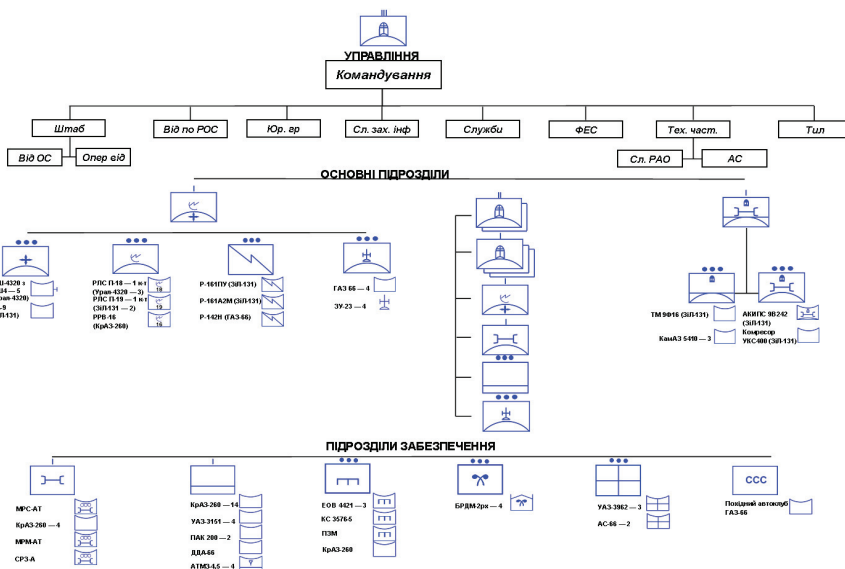 УПРАВЛІННЯ
Командування
Штаб
Від по РОС
Юр. гр
Сл. зах. інф
Служби
ФЕС
Тех. част.
Тил
Від ОС
Опер від
Сл. РАО
АС
ОСНОВНІ ПІДРОЗДІЛИ
РЛС П-18 — 1 к-т
(Урал-4320 — 3)
РЛС П-19 — 1 к-т
(ЗіЛ-131 — 2)
РРВ-16
(КрАЗ-260)
18
19
16
Р-161ПУ (ЗіЛ-131)
Р-161А2М (ЗіЛ-131)
Р-142Н (ГАЗ-66)
ГАЗ 66 — 4
ЗУ-23 — 4
ТМ 9Ф16 (ЗіЛ-131)
КамАЗ 5410 — 3
АКИПС 9В242
(ЗіЛ-131)
Компресор
УКС400 (ЗіЛ-131)
ПІДРОЗДІЛИ ЗАБЕЗПЕЧЕННЯ
МРС-АТ
КрАЗ-260 — 4
МРМ-АТ
СРЗ-А
КрАЗ-260 — 14
УАЗ-3151 — 4
ПАК 200 — 2
ДДА-66
АТМЗ-4,5 — 4
ЕОВ 4421 — 3
КС 3576-5
ПЗМ
КрАЗ-260
БРДМ-2рх — 4
УАЗ-3962 — 3
АС-66 — 2
ССС
Похідний автоклуб
ГАЗ-66